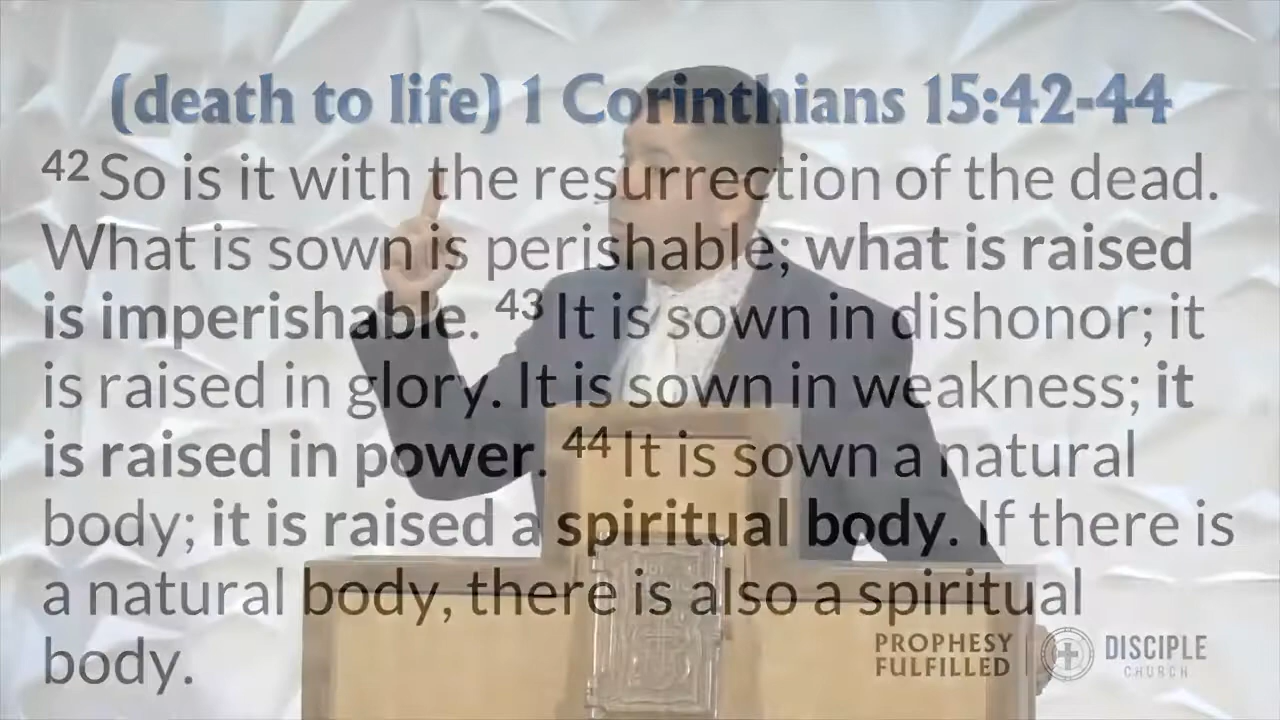 (death to life) 1 Corinthians 15:42-44
42 So is it with the resurrection of the dead.
What is sown is perishable; what is raised
is imperishable. 43 It is sown in dishonor; it
is raised in glory. It is sown in weakness; it
is raised in power. 44 It is sown a natural
body; it is raised a spiritual body. If there is
a natural body, there is also a spiritual
body.
PROPHESY
FULFILLED
DISCIPLE
CHURCH